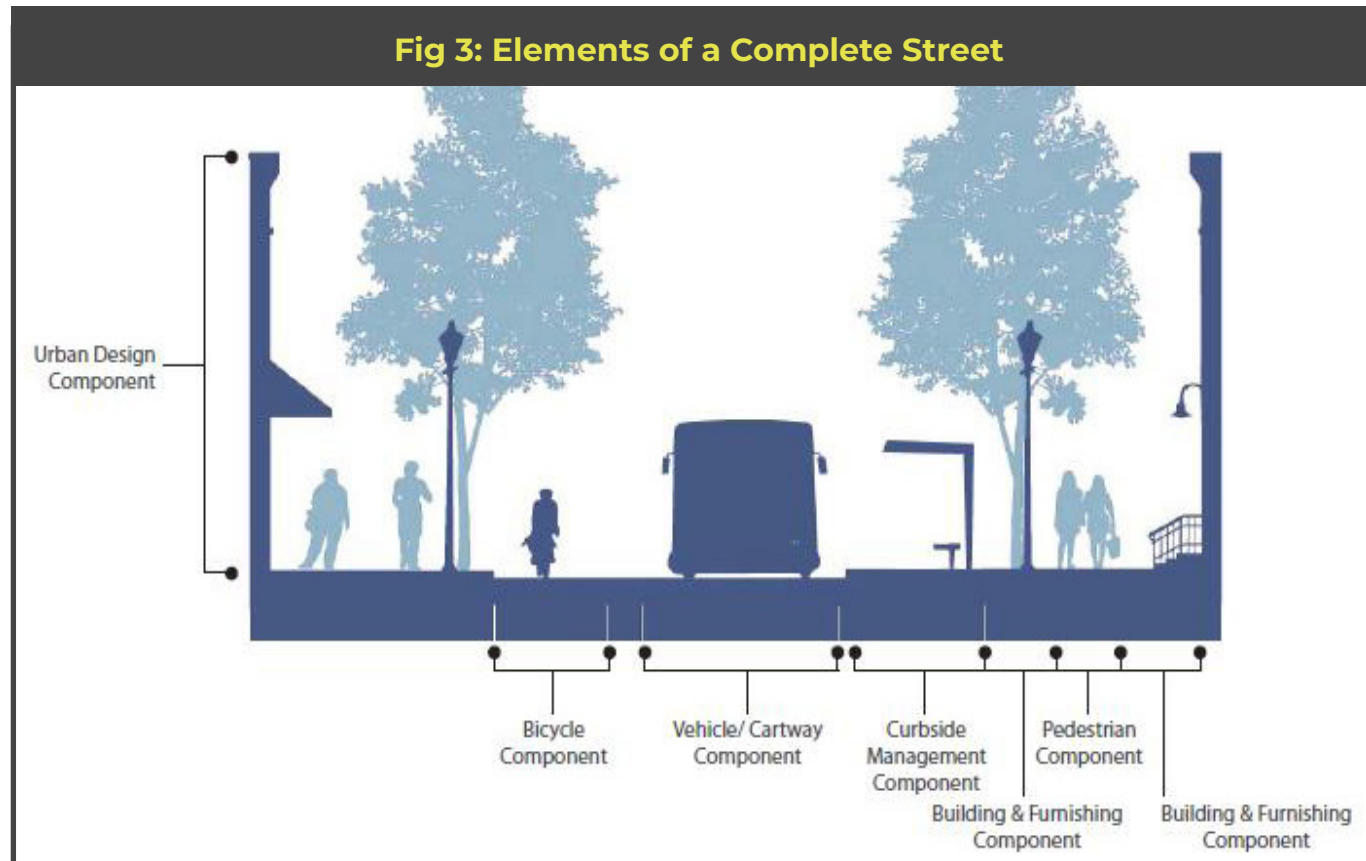 Fig 3: Elements of a Complete Street
Urban Design
Component
Bicycle
Component
Vehicle/ Cartway
Component
Curbside
Management
Component
Pedestrian
Component
Building & Furnishing
Component
Building & Furnishing
Component